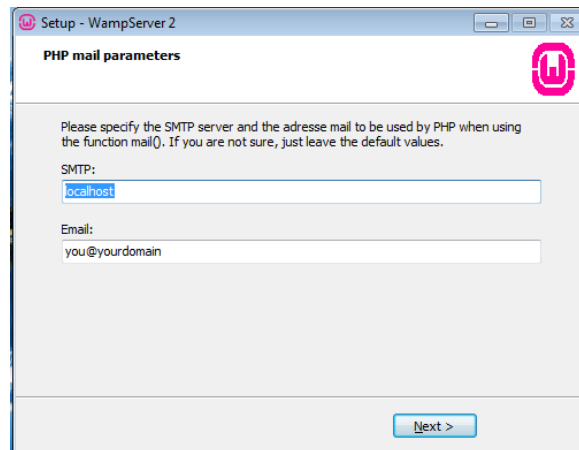 Setup - WampServer 2
PHP mail parameters
Please specify the SMTP server and the adresse mail to be used by PHP when using
the function mail(). If you are not sure, just leave the default values.
SMTP:
localhost
Email:
you@yourdomain
Next >